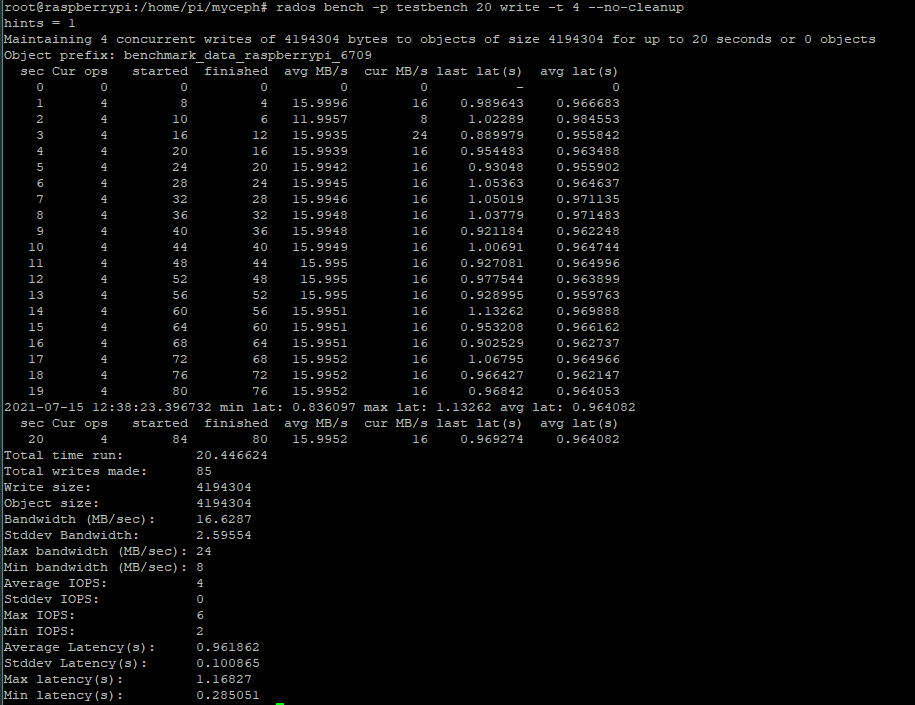 root@raspberrypi:/home/pi/myceph# rados bench -p testbench 20 write -t 4 --no-cleanup
hints = 1
Maintaining 4 concurrent writes of 4194304 bytes to objects of size 4194304 for up to 20 seconds or 0 objects
Object prefix: benchmark_data_raspberrypi_6709
  sec Cur ops   started  finished  avg MB/s  cur MB/s last lat(s)  avg lat(s)
    0       0         0         0         0         0           -           0
    1       4         8         4   15.9996        16    0.989643    0.966683
    2       4        10         6   11.9957         8     1.02289    0.984553
    3       4        16        12   15.9935        24    0.889979    0.955842
    4       4        20        16   15.9939        16    0.954483    0.963488
    5       4        24        20   15.9942        16     0.93048    0.955902
    6       4        28        24   15.9945        16     1.05363    0.964637
    7       4        32        28   15.9946        16     1.05019    0.971135
    8       4        36        32   15.9948        16     1.03779    0.971483
    9       4        40        36   15.9948        16    0.921184    0.962248
   10       4        44        40   15.9949        16     1.00691    0.964744
   11       4        48        44    15.995        16    0.927081    0.964996
   12       4        52        48    15.995        16    0.977544    0.963899
   13       4        56        52    15.995        16    0.928995    0.959763
   14       4        60        56   15.9951        16     1.13262    0.969888
   15       4        64        60   15.9951        16    0.953208    0.966162
   16       4        68        64   15.9951        16    0.902529    0.962737
   17       4        72        68   15.9952        16     1.06795    0.964966
   18       4        76        72   15.9952        16    0.966427    0.962147
   19       4        80        76   15.9952        16     0.96842    0.964053
2021-07-15 12:38:23.396732 min lat: 0.836097 max lat: 1.13262 avg lat: 0.964082
  sec Cur ops   started  finished  avg MB/s  cur MB/s last lat(s)  avg lat(s)
   20       4        84        80   15.9952        16    0.969274    0.964082
Total time run:         20.446624
Total writes made:      85
Write size:             4194304
Object size:            4194304
Bandwidth (MB/sec):     16.6287
Stddev Bandwidth:       2.59554
Max bandwidth (MB/sec): 24
Min bandwidth (MB/sec): 8
Average IOPS:           4
Stddev IOPS:            0
Max IOPS:               6
Min IOPS:               2
Average Latency(s):     0.961862
Stddev Latency(s):      0.100865
Max latency(s):         1.16827
Min latency(s):         0.285051